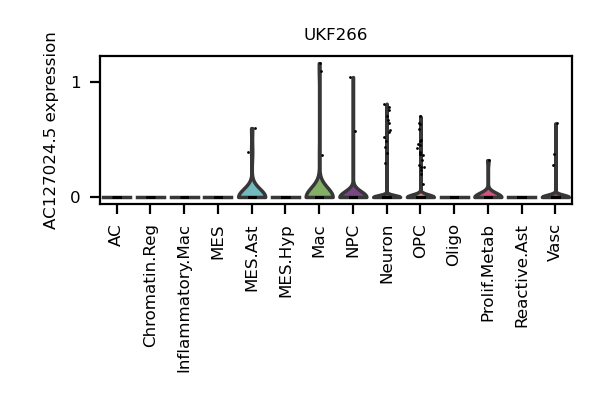 UKF266
AC127024.5 expression
1
0
AC
Chromatin.Reg
Inflammatory.Mac
MES
MES.Ast
MES.Hyp
Mac
NPC
Neuron
OPC
Oligo
Prolif.Metab
Reactive.Ast
Vasc